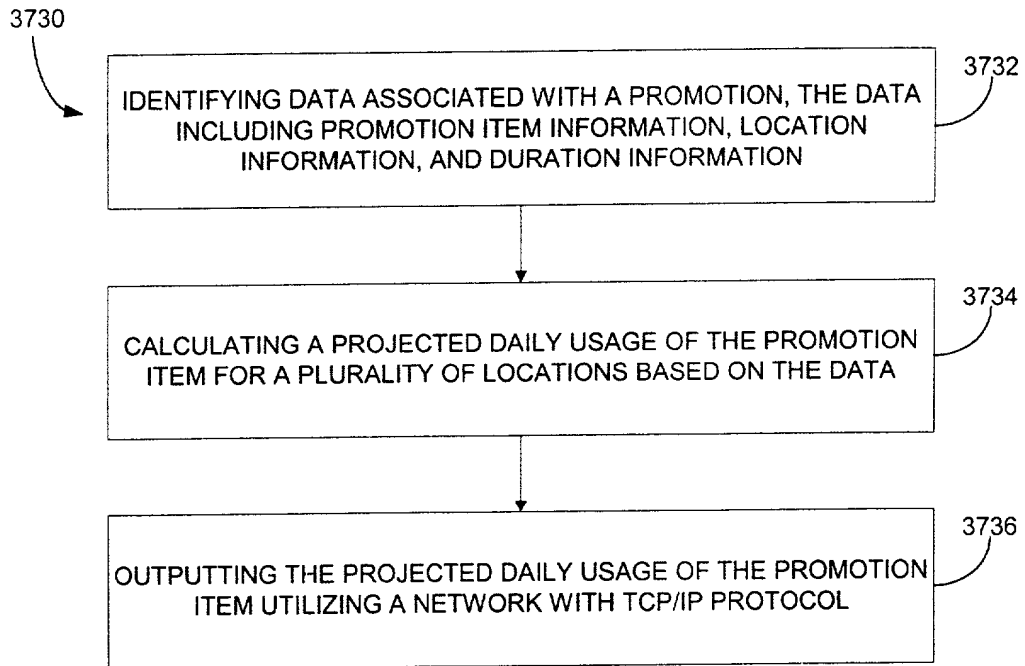 3730
3732
IDENTIFYING DATA ASSOCIATED WITH A PROMOTION, THE DATA
INCLUDING PROMOTION ITEM INFORMATION, LOCATION
INFORMATION, AND DURATION INFORMATION
3734
CALCULATING A PROJECTED DAILY USAGE OF THE PROMOTION
ITEM FOR A PLURALITY OF LOCATIONS BASED ON THE DATA
3736
OUTPUTTING THE PROJECTED DAILY USAGE OF THE PROMOTION
ITEM UTILIZING A NETWORK WITH TCP/IP PROTOCOL